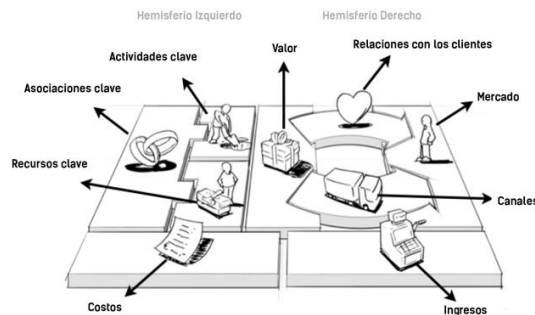 Hemisferio Izquierdo
Hemisferio Derecho
Actividades clave
Valor
Relaciones con los clientes
Asociaciones clave
Mercado
Recursos clave
Canales
Costos
Ingresos